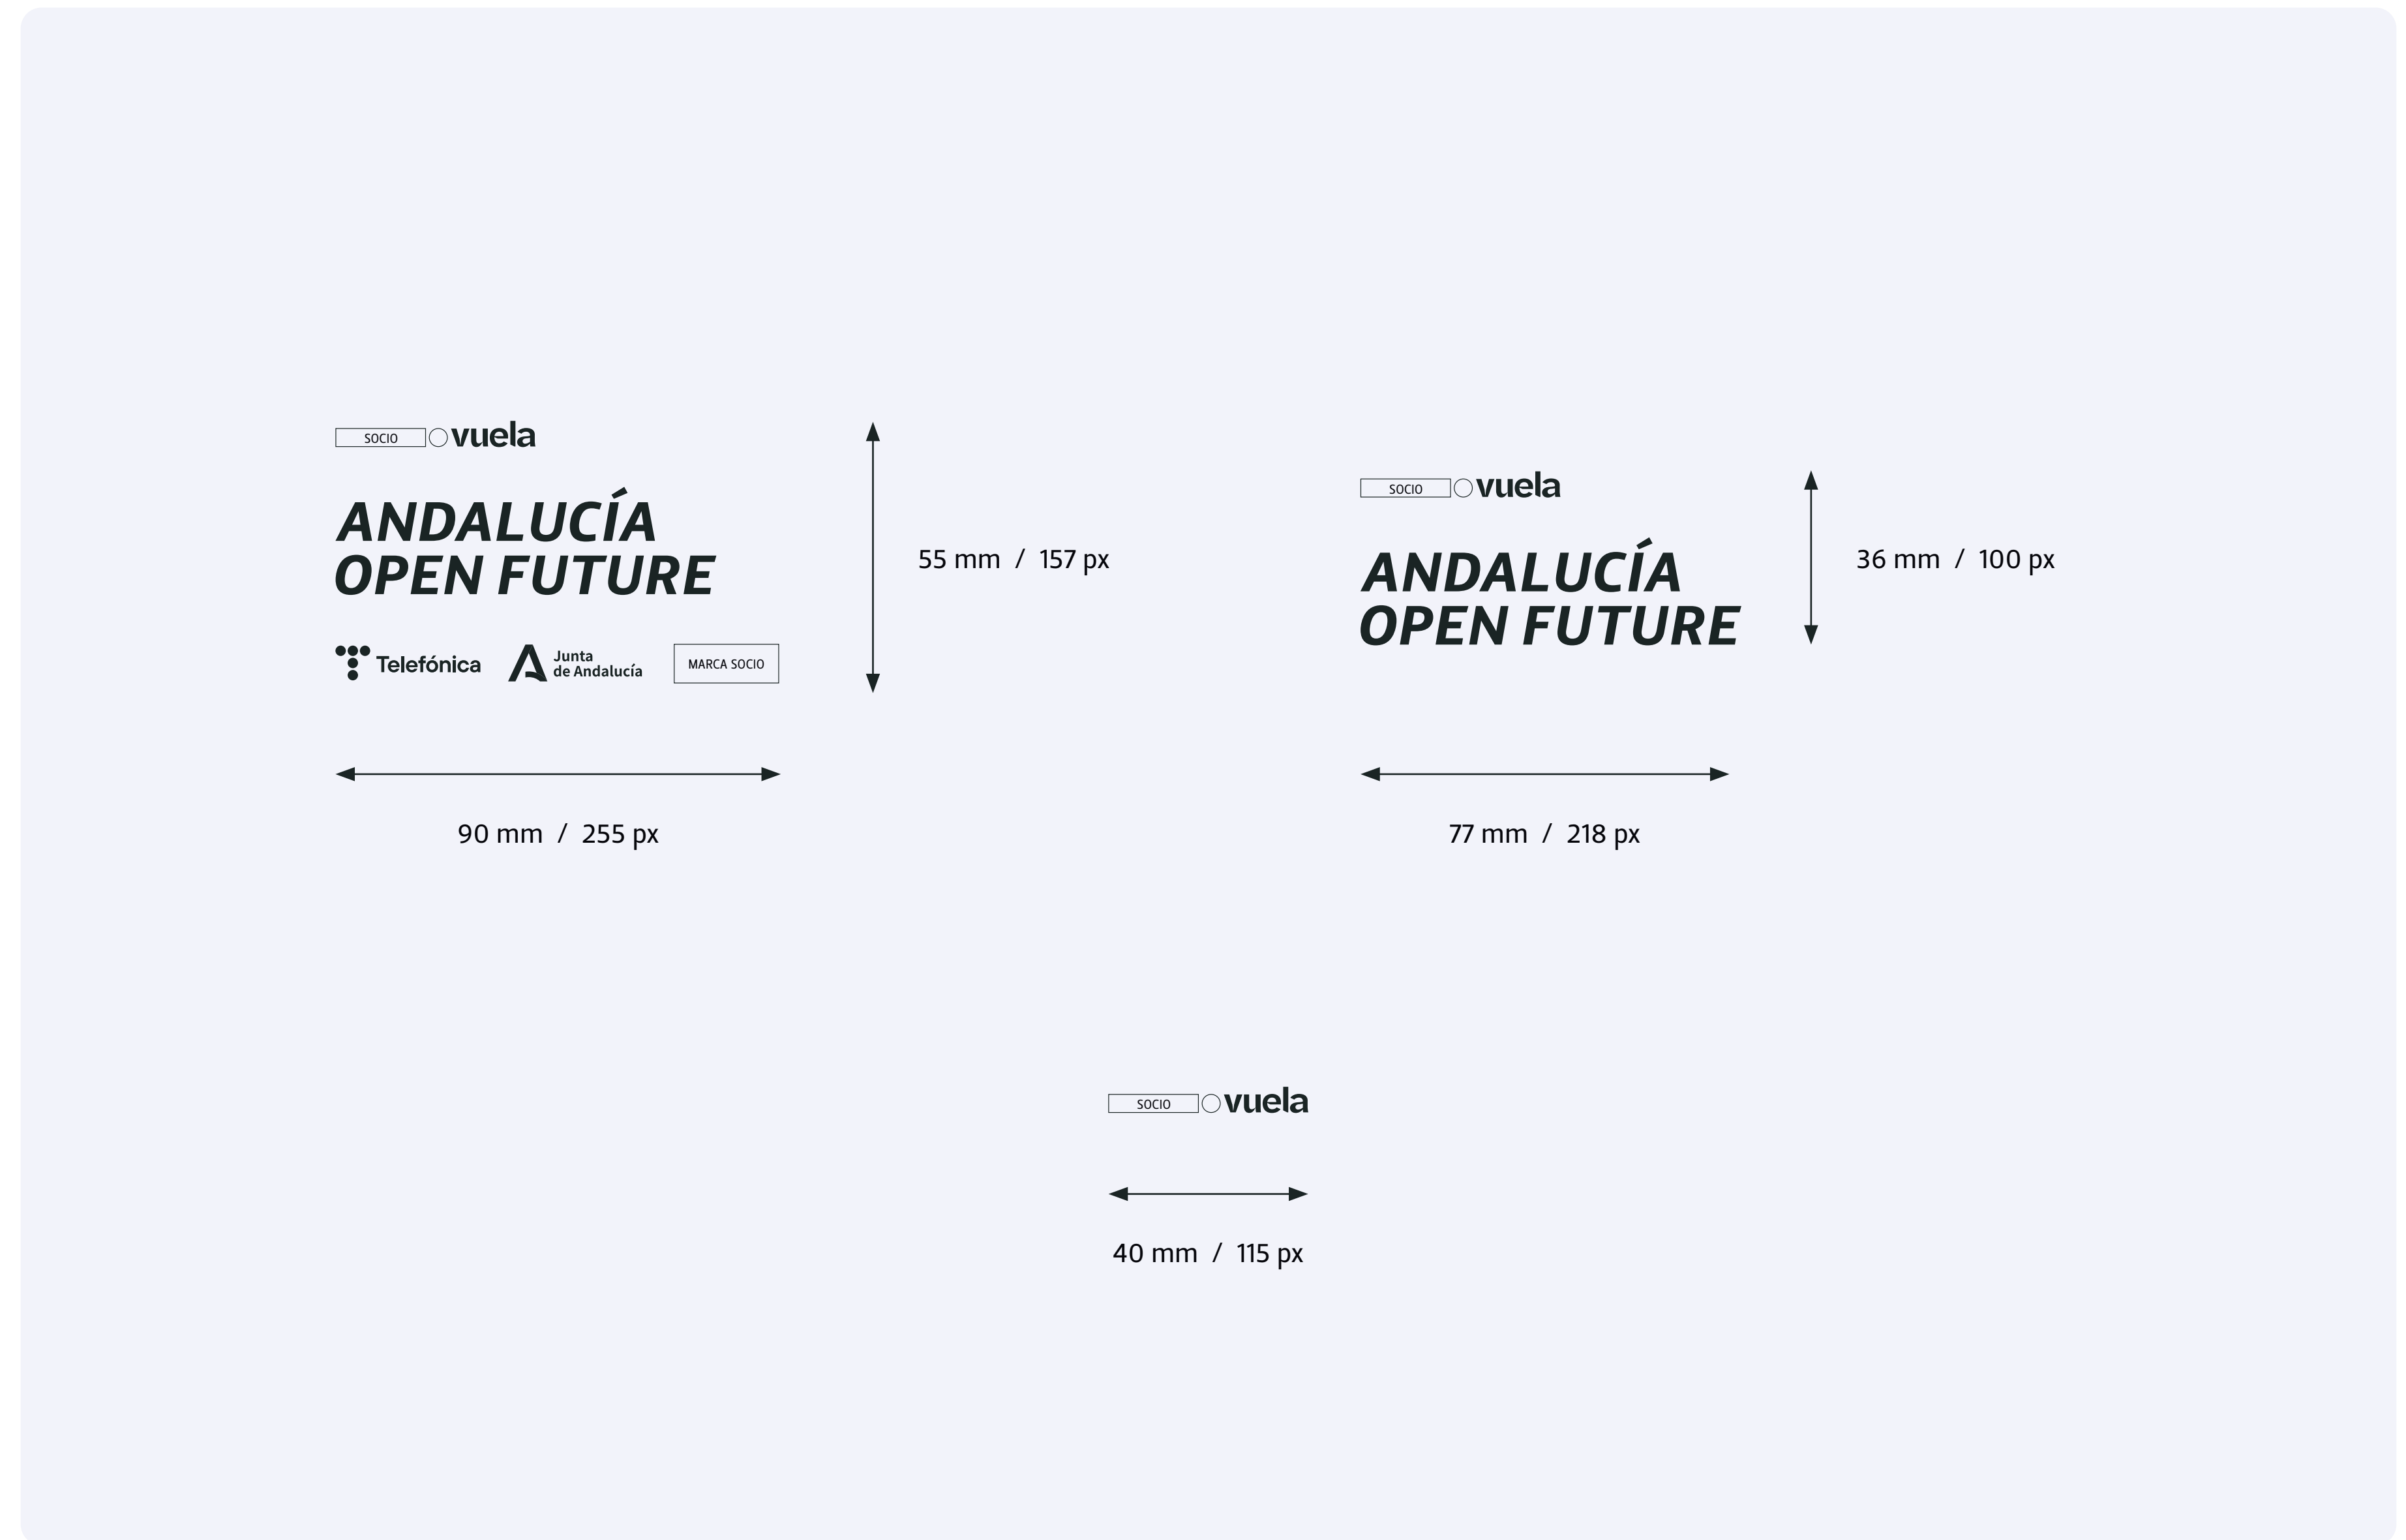 SOCIO vuela
ANDALUCÍA
OPEN FUTURE
Telefónica
Junta
de Andalucía
MARCA SOCIO
55 mm / 157 px
90 mm / 255 px
SOCIO vuela
ANDALUCÍA
OPEN FUTURE
36 mm / 100 px
77 mm / 218 px
SOCIO vuela
40 mm / 115 px